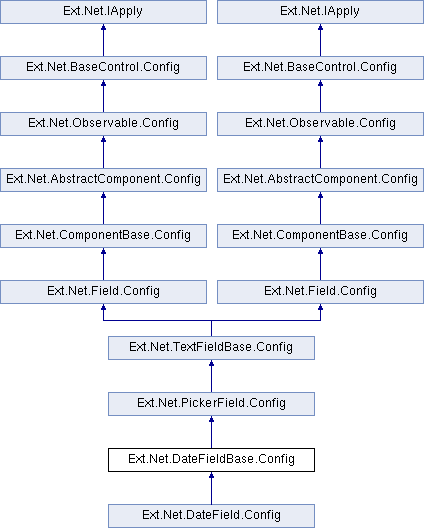 Ext.Net.IApply Ext.Net.IApply
Ext.Net.BaseControl.Config Ext.Net.BaseControl.Config
Ext.Net.Observable.Config Ext.Net.Observable.Config
Ext.Net.AbstractComponent.Config Ext.Net.AbstractComponent.Config
Ext.Net.ComponentBase.Config Ext.Net.ComponentBase.Config
Ext.Net.Field.Config Ext.Net.Field.Config
Ext.Net.TextFieldBase.Config
Ext.Net.PickerField.Config
Ext.Net.DateFieldBase.Config
Ext.Net.DateField.Config